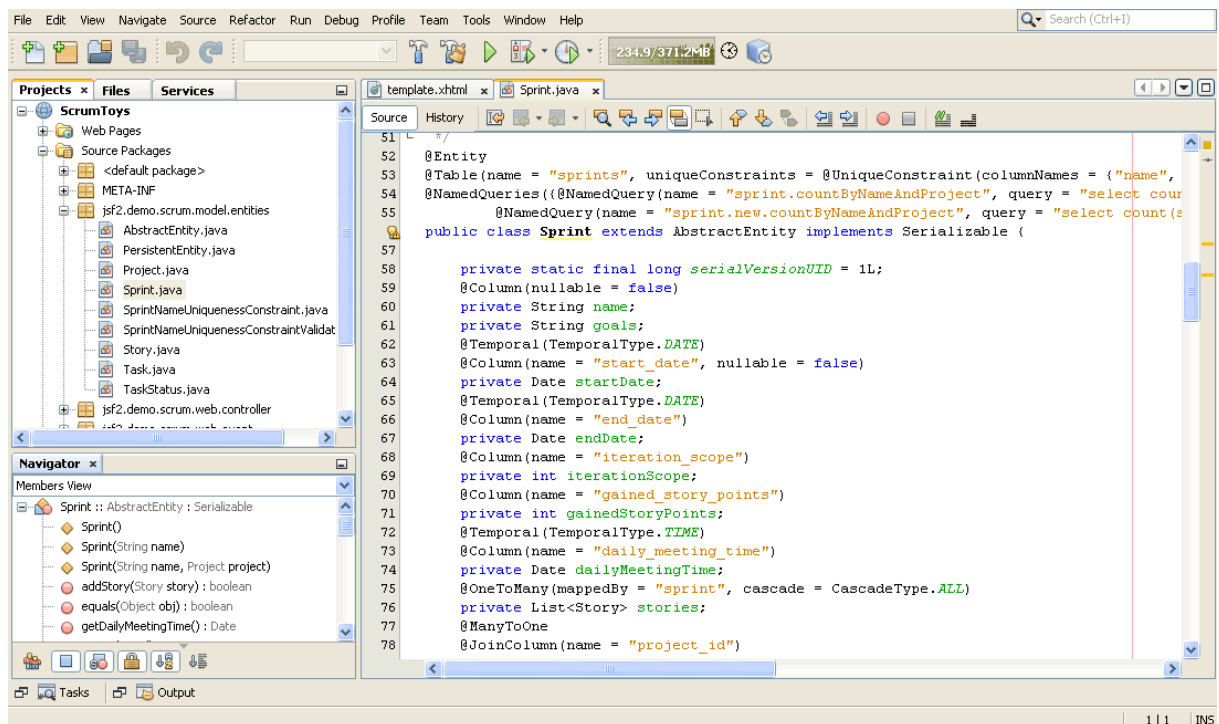 File Edit View Navigate Source Refactor Run Debug Profile Team Tools Window Help
Search (Ctrl+I)
234.9/371.2MB
Projects Files Services
ScrumToys
Web Pages
Source Packages
<default package>
META-INF
jsf2.demo.scrum.model.entities
AbstractEntity.java
PersistentEntity.java
Project.java
Sprint.java
SprintNameUniquenessConstraint.java
SprintNameUniquenessConstraintValidat
Story.java
Task.java
TaskStatus.java
jsf2.demo.scrum.web.controller
Navigator
Members View
Sprint :: AbstractEntity : Serializable
Sprint()
Sprint(String name)
Sprint(String name, Project project)
addStory(Story story) : boolean
equals(Object obj) : boolean
getDailyMeetingTime() : Date
template.xhtml Sprint.java
Source History
51 */
52 @Entity
53 @Table(name = "sprints", uniqueConstraints = @UniqueConstraint(columnNames = {"name",
54 @NamedQueries({@NamedQuery(name = "sprint.countByNameAndProject", query = "select coun
55 @NamedQuery(name = "sprint.new.countByNameAndProject", query = "select count(s
public class Sprint extends AbstractEntity implements Serializable {
57
58 private static final long serialVersionUID = 1L;
59 @Column(nullable = false)
60 private String name;
61 private String goals;
62 @Temporal(TemporalType.DATE)
63 @Column(name = "start_date", nullable = false)
64 private Date startDate;
65 @Temporal(TemporalType.DATE)
66 @Column(name = "end_date")
67 private Date endDate;
68 @Column(name = "iteration_scope")
69 private int iterationScope;
70 @Column(name = "gained_story_points")
71 private int gainedStoryPoints;
72 @Temporal(TemporalType.TIME)
73 @Column(name = "daily_meeting_time")
74 private Date dailyMeetingTime;
75 @OneToMany(mappedBy = "sprint", cascade = CascadeType.ALL)
76 private List<Story> stories;
77 @ManyToOne
78 @JoinColumn(name = "project_id")
Tasks Output
1|1 INS